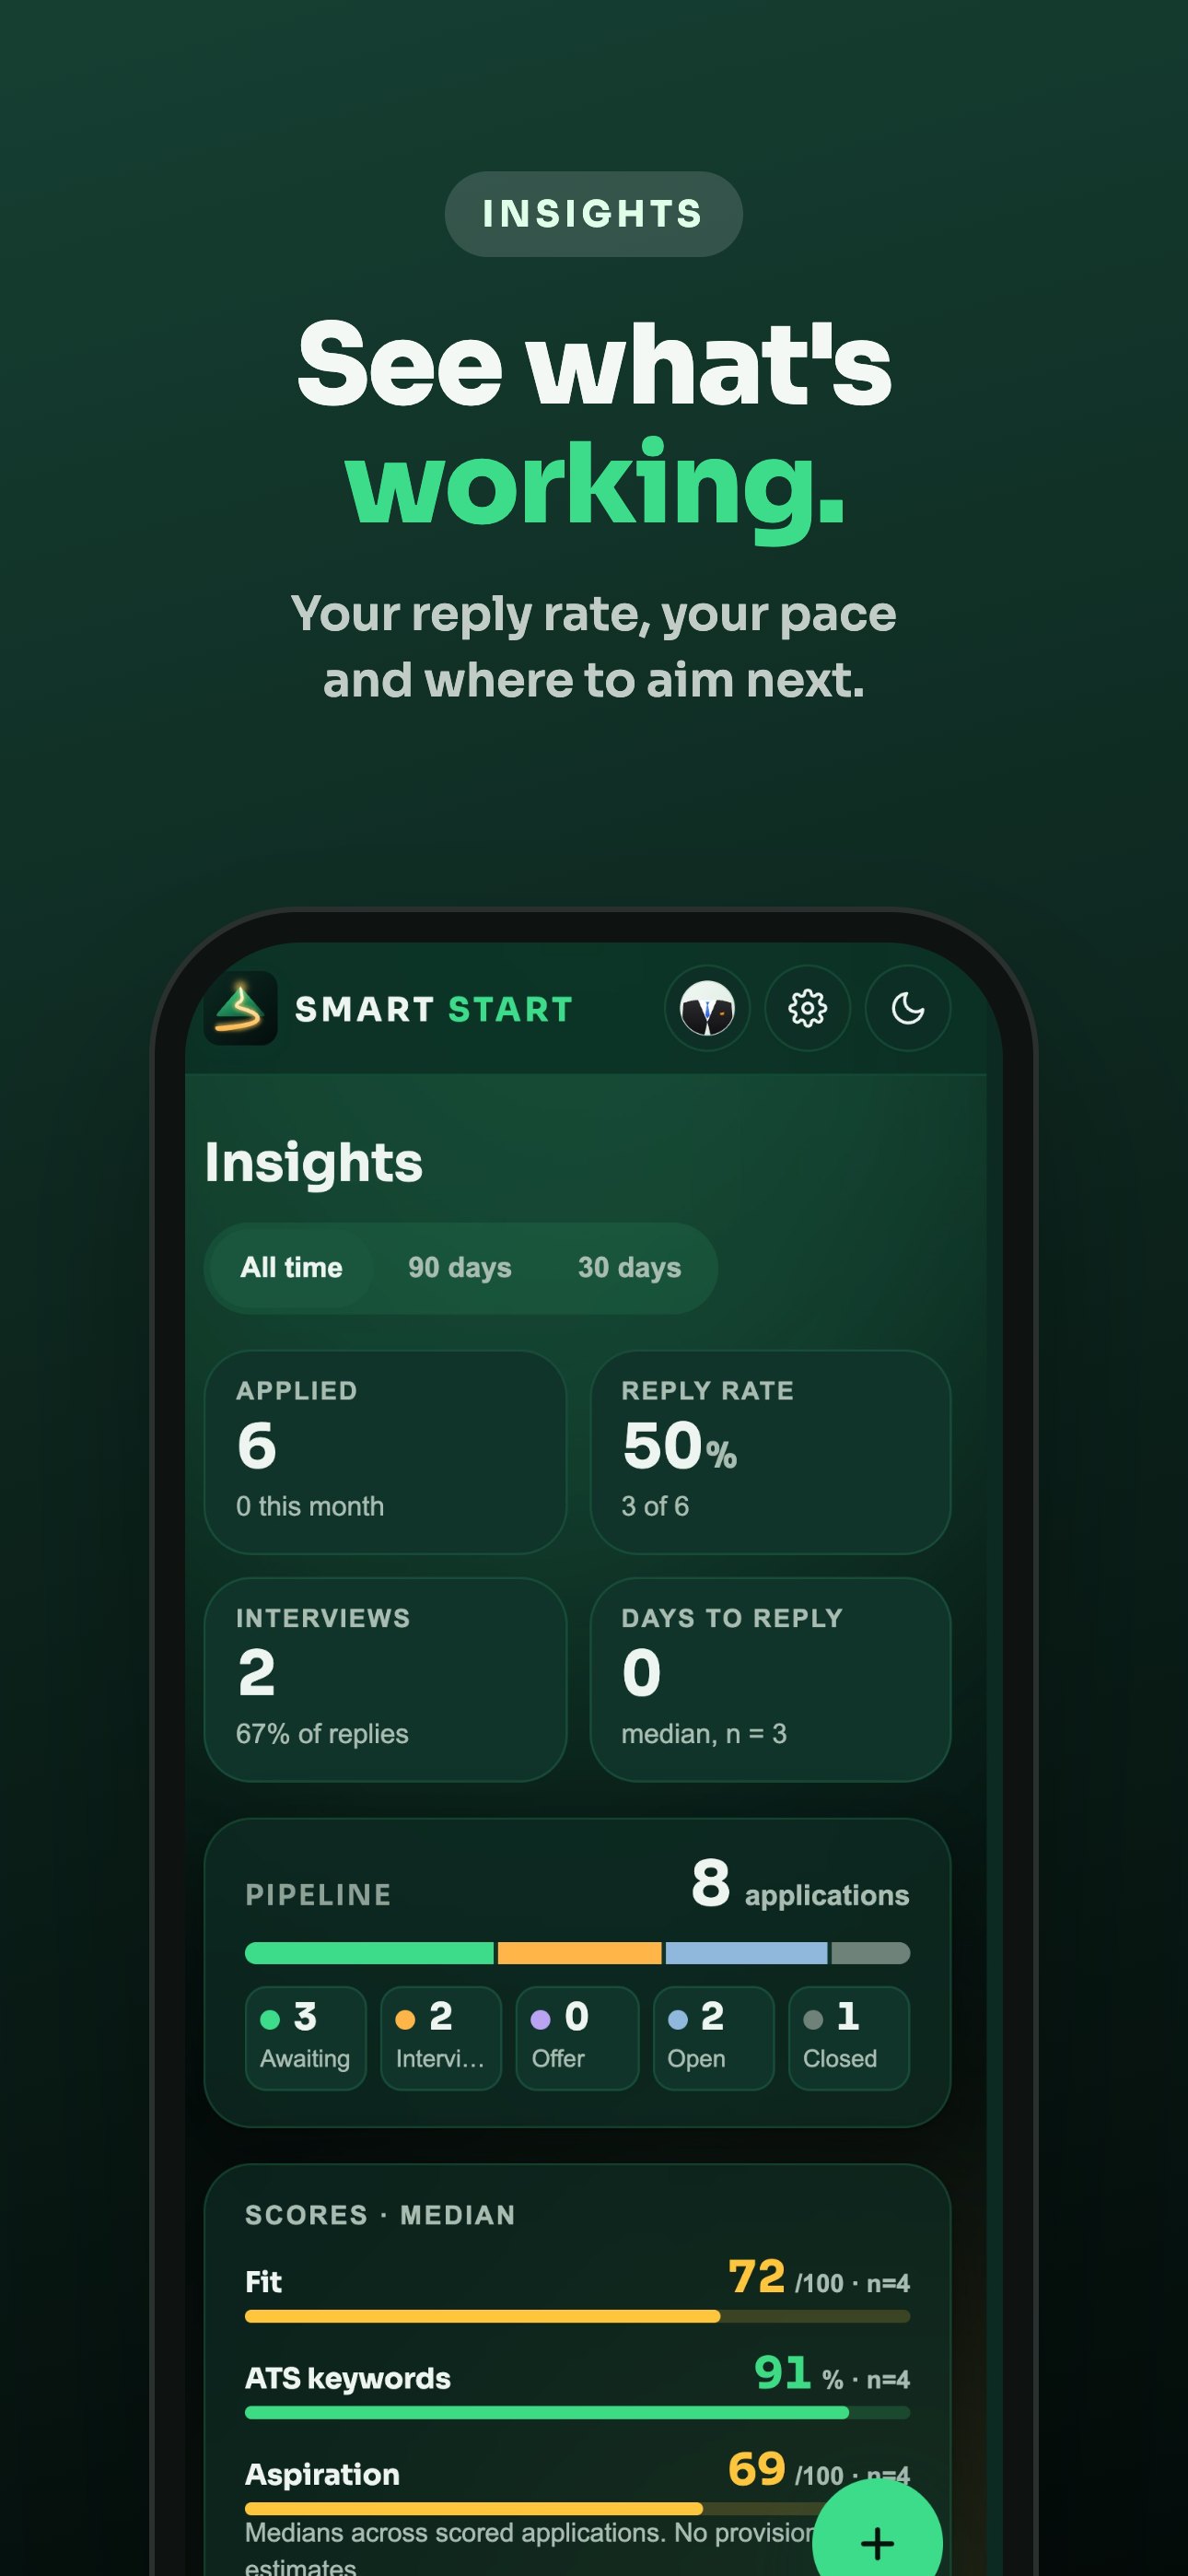 INSIGHTS
See what's
working.
Your reply rate, your pace
and where to aim next.
SMART START
Insights
All time 90 days 30 days
APPLIED
6
0 this month
REPLY RATE
50%
3 of 6
INTERVIEWS
2
67% of replies
DAYS TO REPLY
0
median, n = 3
PIPELINE 8 applications
3 Awaiting
2 Intervi...
0 Offer
2 Open
1 Closed
SCORES · MEDIAN
Fit 72 /100 · n=4
ATS keywords 91 % · n=4
Aspiration 69 /100 · n=4
Medians across scored applications. No provision
estimates